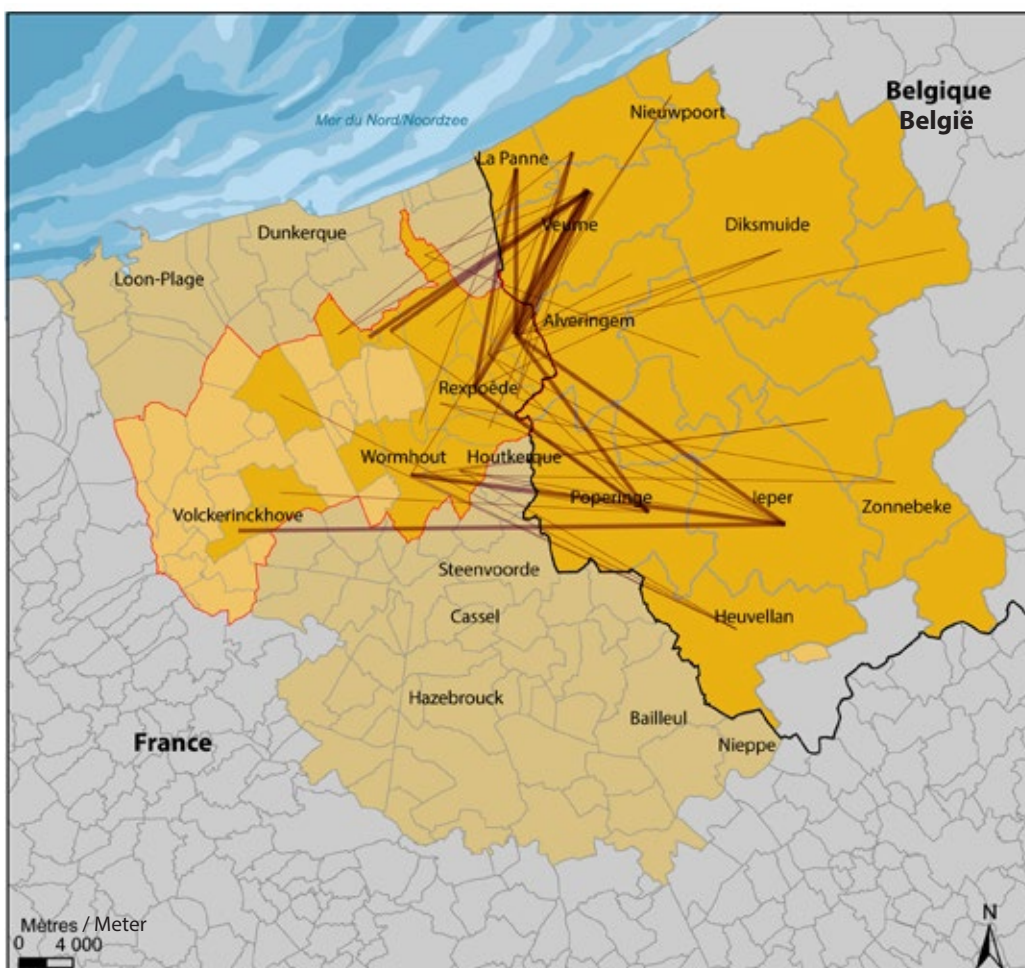 Belgique
België
Nieuwpoort
Mer du Nord/Noordzee
La Panne
Veurne
Diksmuide
Dunkerque
Loon-Plage
Alveringem
Rexpoëde
Wormhout
Houtkerque
Poperinge
Ieper
Zonnebeke
Volckerinckhove
Steenvoorde
Cassel
Heuvellan
Hazebrouck
Bailleul
Nieppe
France
Mètres / Meter
0 4 000
N